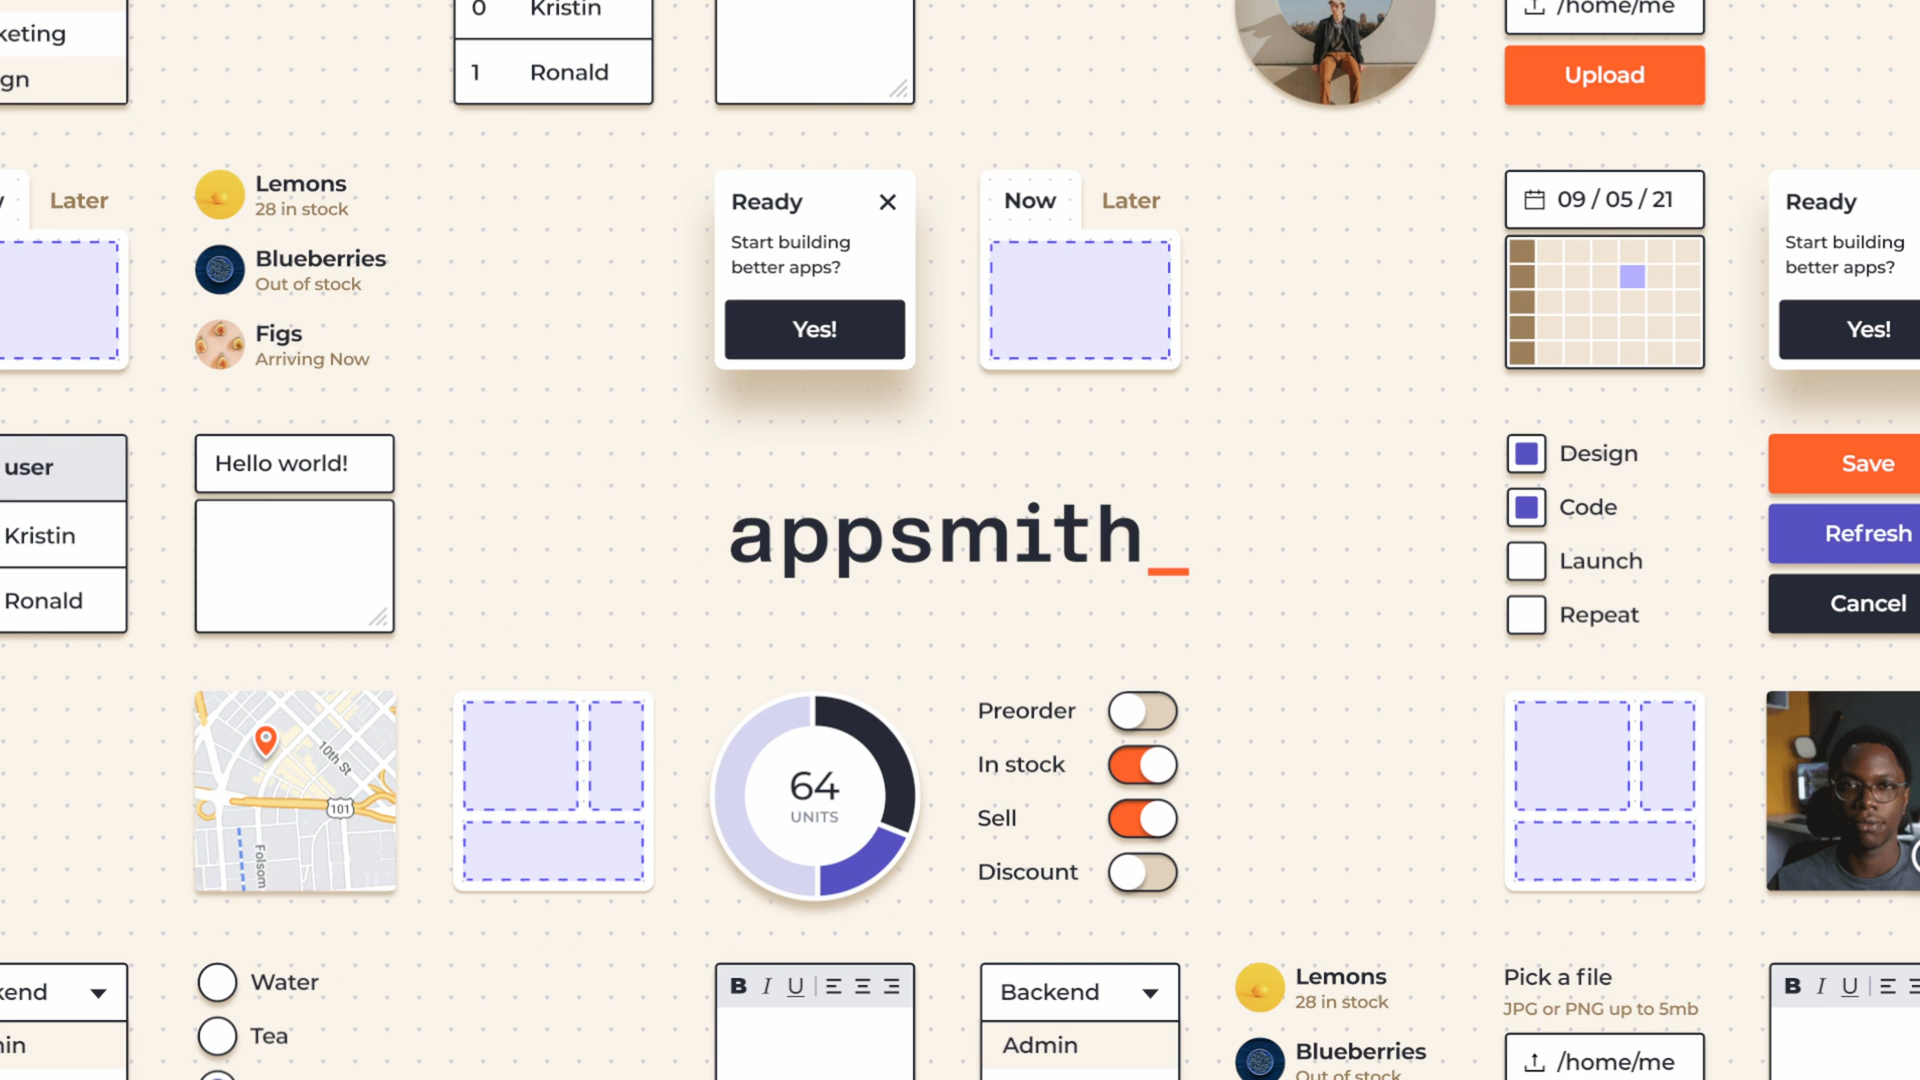 keting
gn
0 Kristin
1 Ronald
/home/me
Upload
Later
Lemons
28 in stock
Blueberries
Out of stock
Figs
Arriving Now
Ready
Start building
better apps?
Yes!
Now Later
09 / 05 / 21
Ready
Start building
better apps?
Yes!
user
Kristin
Ronald
Hello world!
appsmith_
Design
Code
Launch
Repeat
Save
Refresh
Cancel
10th St
101
Folsom
64
UNITS
Preorder
In stock
Sell
Discount
kend
in
Water
Tea
B I U
Backend
Admin
Lemons
28 in stock
Blueberries
Out of stock
Pick a file
JPG or PNG up to 5mb
/home/me
B I U